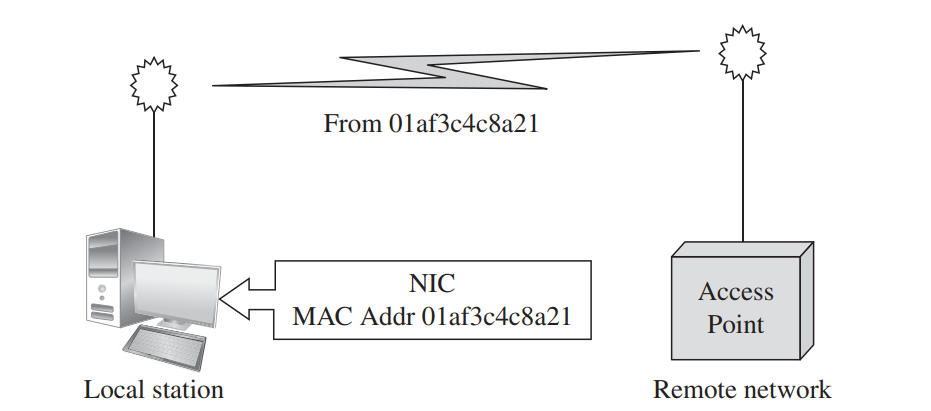 From 01af3c4c8a21
NIC
MAC Addr 01af3c4c8a21
Access
Point
Local station
Remote network